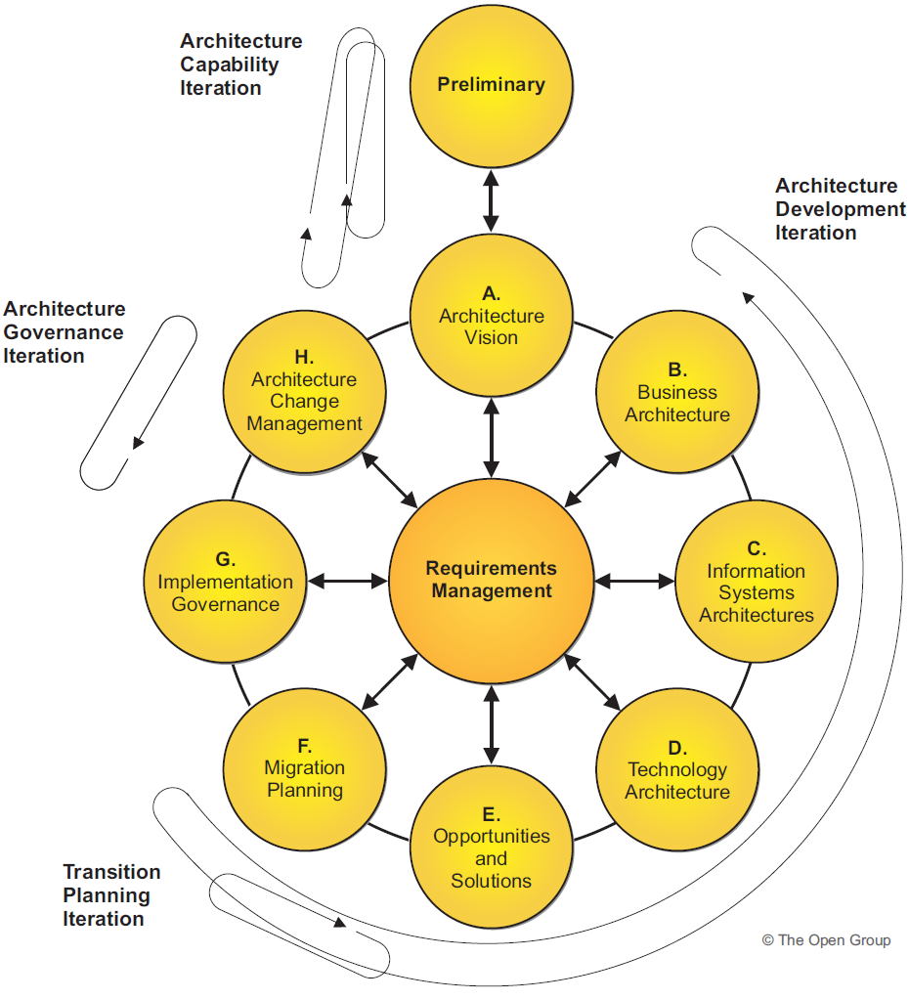 Architecture
Capability
Iteration
Preliminary
Architecture
Development
Iteration
A.
Architecture
Vision
Architecture
Governance
Iteration
H.
Architecture
Change
Management
B.
Business
Architecture
G.
Implementation
Governance
Requirements
Management
C.
Information
Systems
Architectures
F.
Migration
Planning
D.
Technology
Architecture
E.
Opportunities
and
Solutions
Transition
Planning
Iteration
© The Open Group